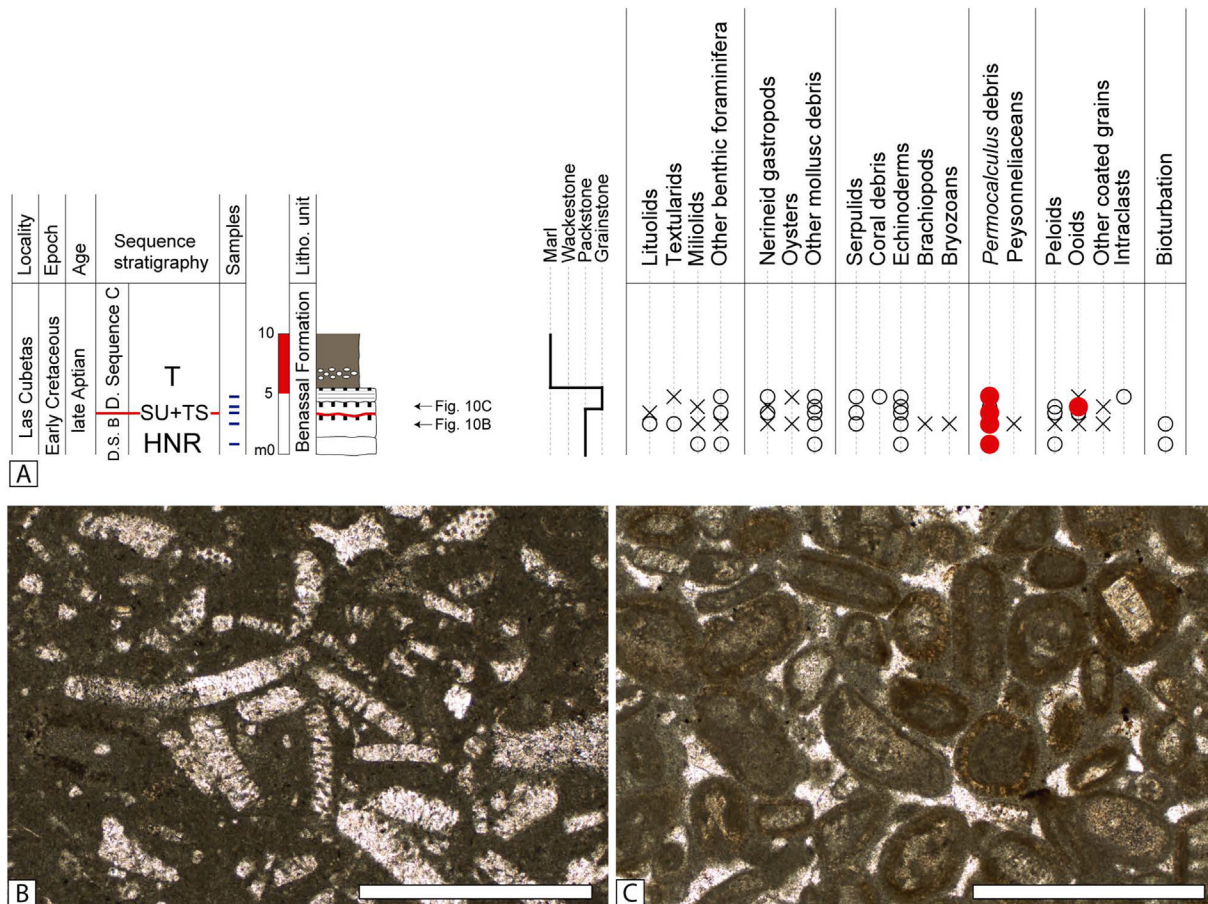 Locality
Epoch
Age
Sequence
stratigraphy
Samples
Litho. unit
Marl
Wackestone
Packstone
Grainstone
Lituolids
Textularids
Miliolids
Other benthic foraminifera
Nerineid gastropods
Oysters
Other mollusc debris
Serpulids
Coral debris
Echinoderms
Brachiopods
Bryozoans
Permocalculus debris
Peysonneliaceans
Peloids
Ooids
Other coated grains
Intraclasts
Bioturbation
Las Cubetas
Early Cretaceous
late Aptian
D.S. B
D. Sequence C
T
SU+TS
HNR
10
5
m0
Benassal Formation
Fig. 10C
Fig. 10B
A
B
C